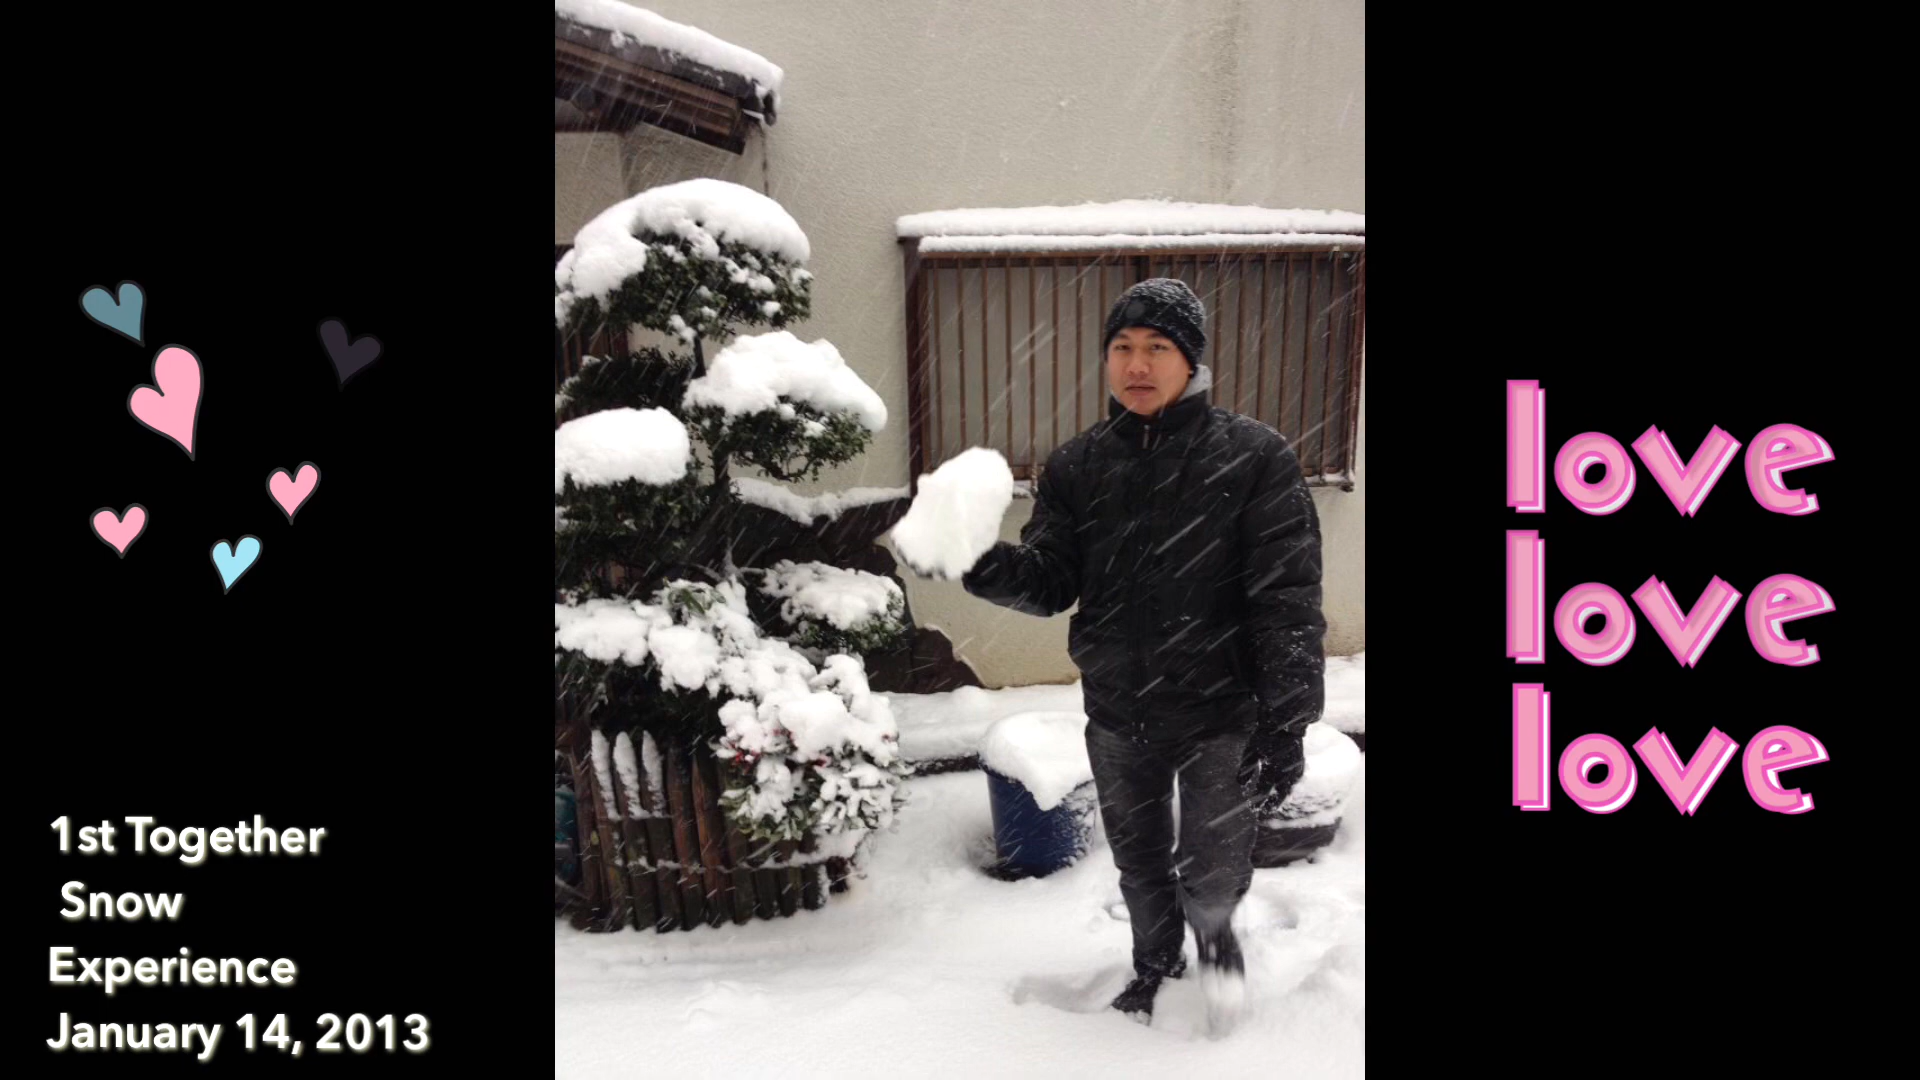 1st Together
Snow
Experience
January 14, 2013
love
love
love